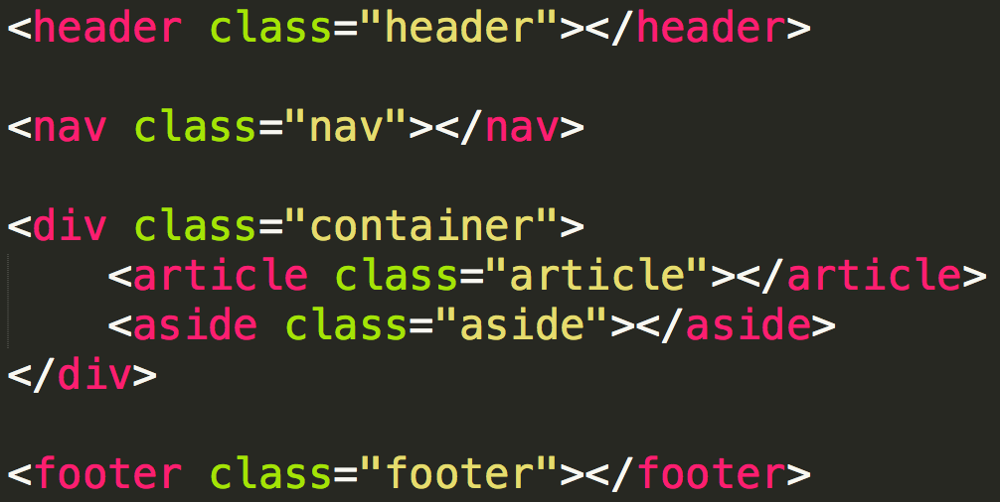 <header class="header"></header>
<nav class="nav"></nav>
<div class="container">
    <article class="article"></article>
    <aside class="aside"></aside>
</div>
<footer class="footer"></footer>